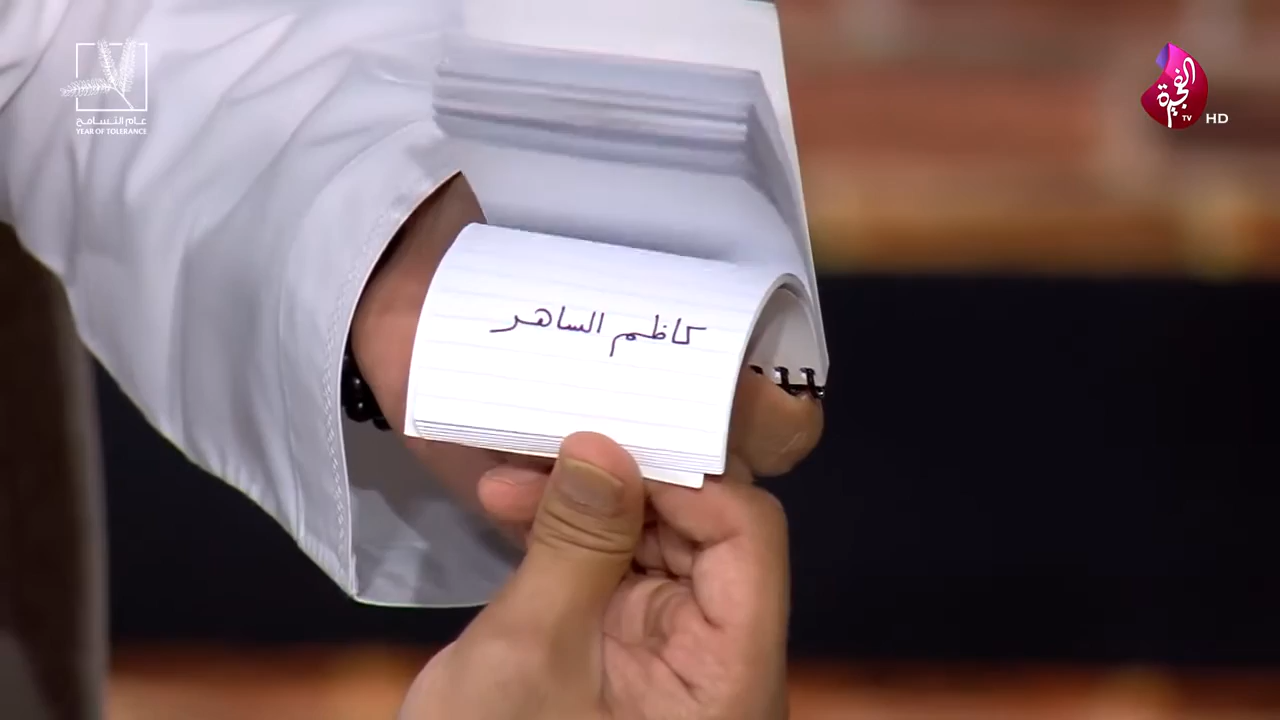 عام التسامح
YEAR OF TOLERANCE
الفجيرة
TV HD
كاظم الساهر